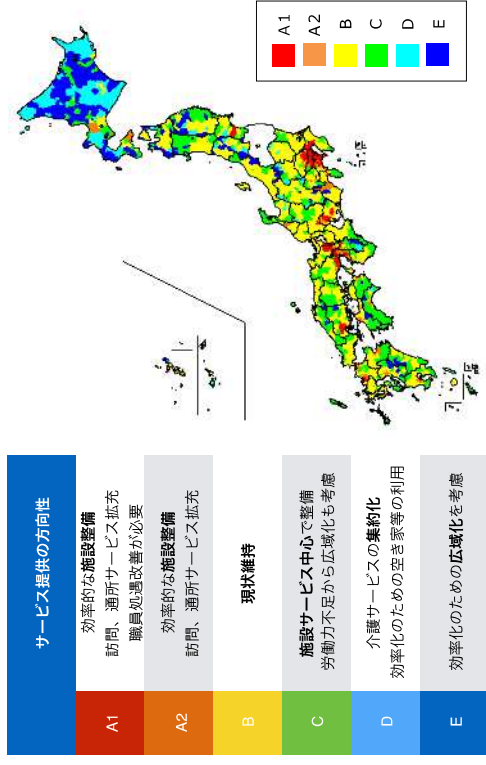 サービス提供の方向性
A1
効率的な施設整備
訪問、通所サービス拡充
職員処遇改善が必要
A2
効率的な施設整備
訪問、通所サービス拡充
B
現状維持
C
施設サービス中心で整備
労働力不足から広域化も考慮
D
介護サービスの集約化
効率化のための空き家等の利用
E
効率化のための広域化を考慮
A1
A2
B
C
D
E